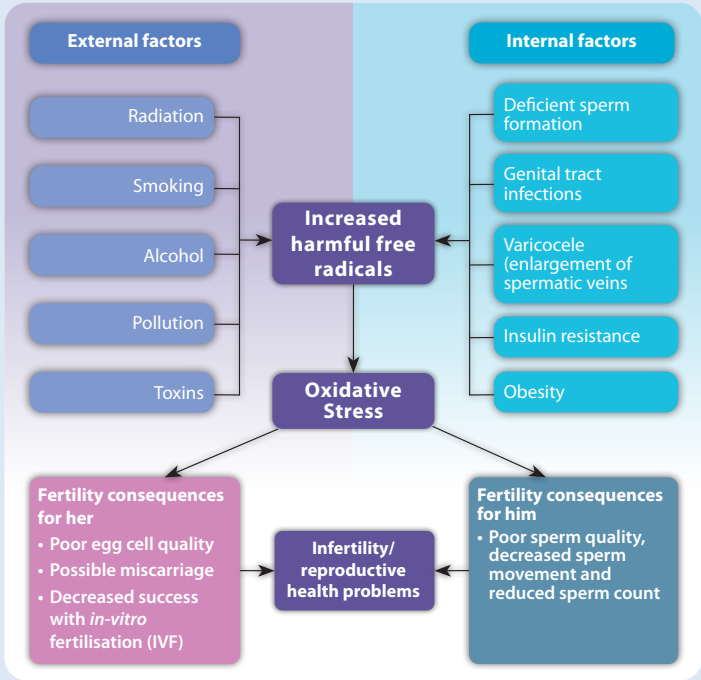 External factors
Internal factors
Radiation
Smoking
Alcohol
Pollution
Toxins
Deficient sperm
formation
Genital tract
infections
Varicocele
(enlargement of
spermatic veins
Insulin resistance
Obesity
Increased
harmful free
radicals
Oxidative
Stress
Fertility consequences
for her
• Poor egg cell quality
• Possible miscarriage
• Decreased success
with in-vitro
fertilisation (IVF)
Infertility/
reproductive
health problems
Fertility consequences
for him
• Poor sperm quality,
decreased sperm
movement and
reduced sperm count